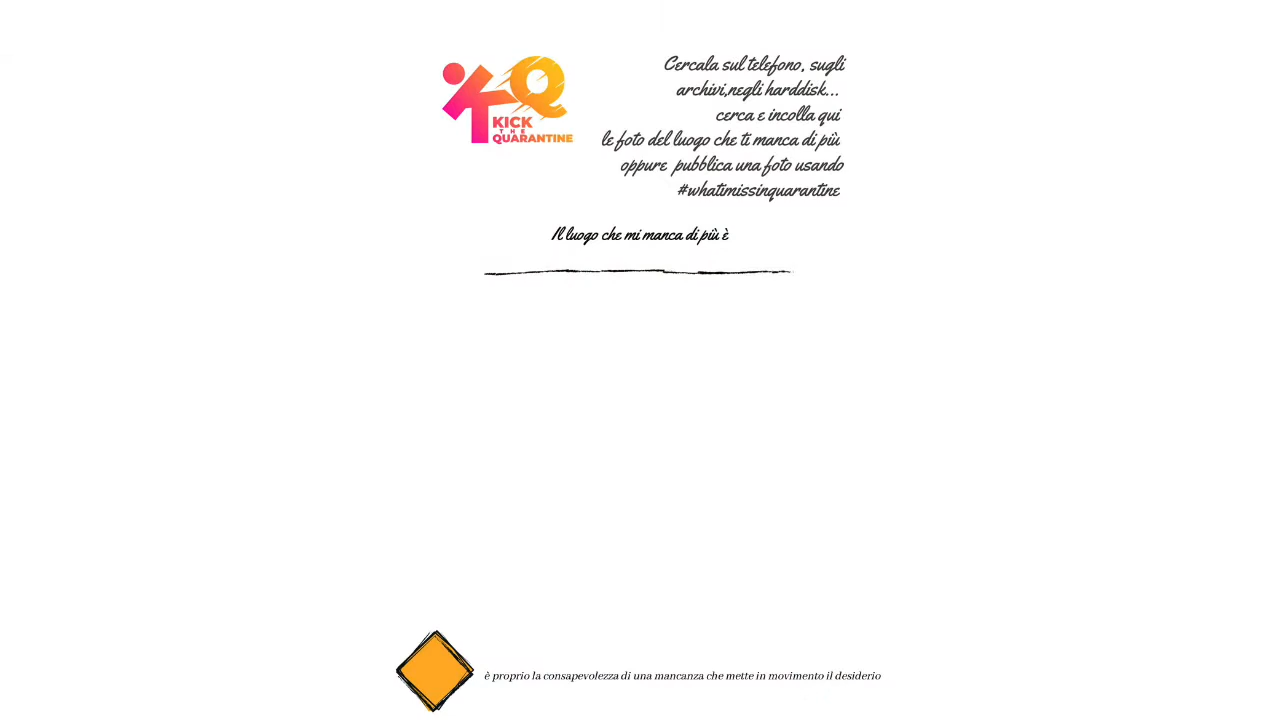 KICK
THE
QUARANTINE
Cercala sul telefono, sugli
archivi,negli harddisk...
cerca e incolla qui
le foto del luogo che ti manca di più
oppure pubblica una foto usando
#whatimissinquarantine
Il luogo che mi manca di più è
è proprio la consapevolezza di una mancanza che mette in movimento il desiderio